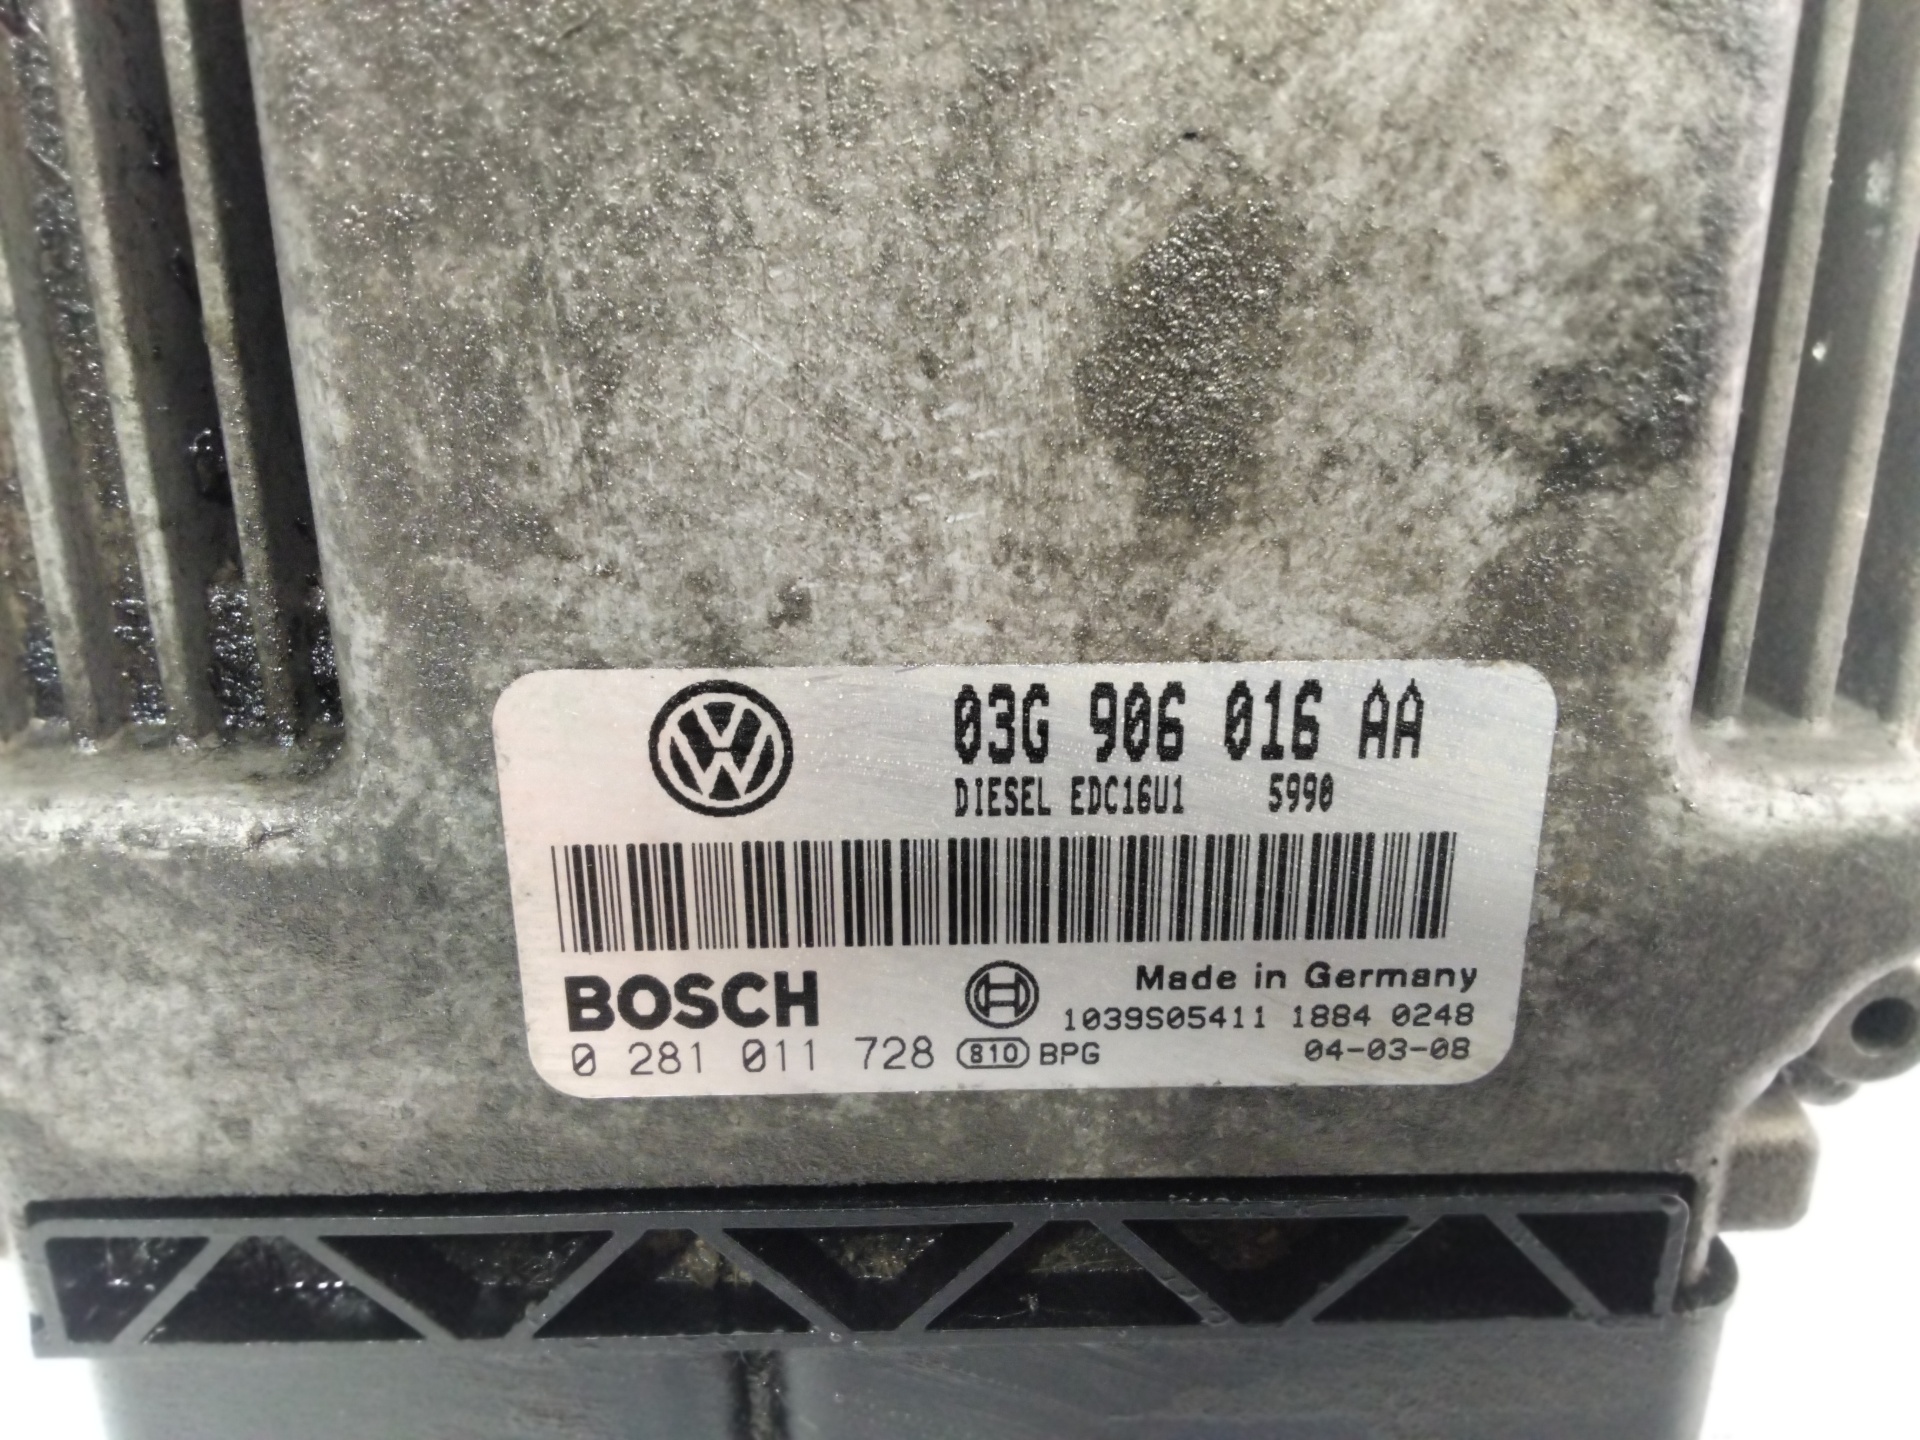 03G 906 016 AA
DIESEL EDC16U1 5990
BOSCH
Made in Germany
1039S05411 1884 0248
0 281 011 728 810 BPG 04-03-08